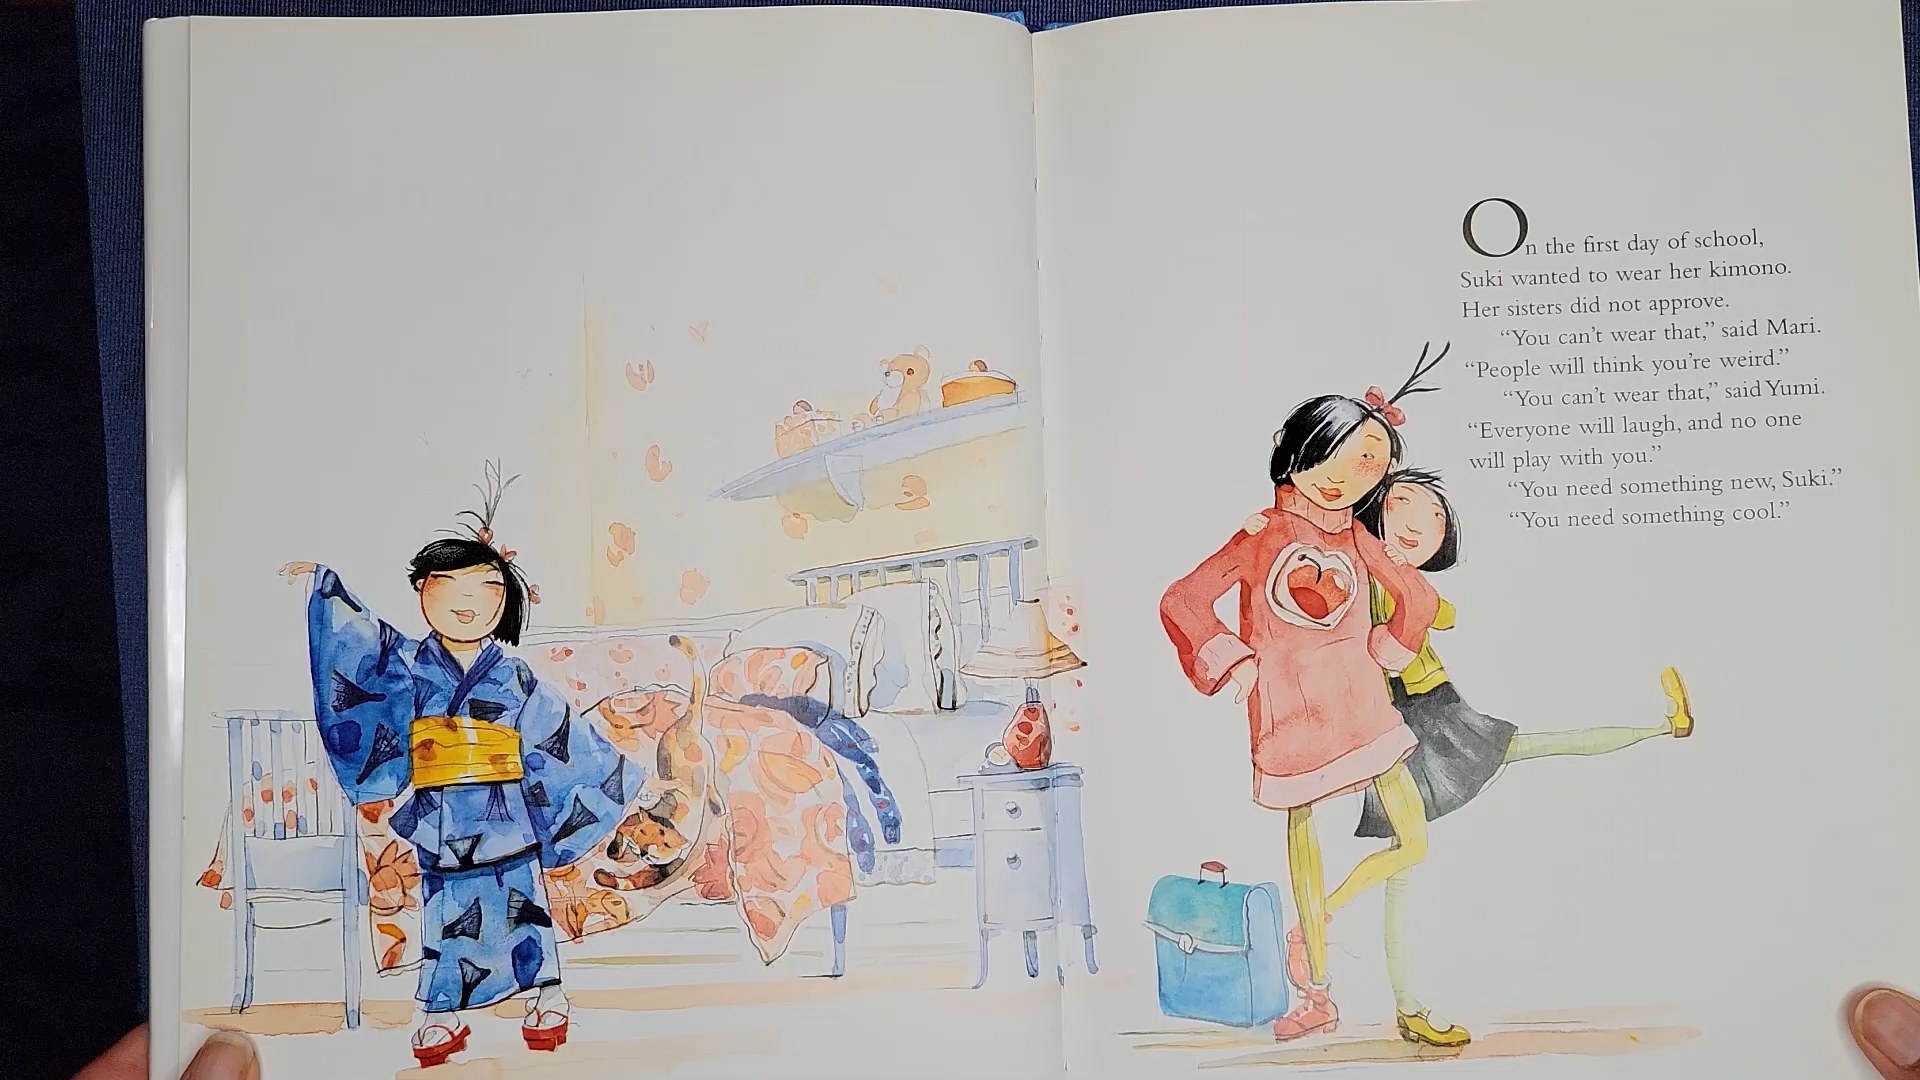 On the first day of school,
Suki wanted to wear her kimono.
Her sisters did not approve.
“You can’t wear that,” said Mari.
“People will think you’re weird.”
“You can’t wear that,” said Yumi.
“Everyone will laugh, and no one
will play with you.”
“You need something new, Suki.”
“You need something cool.”